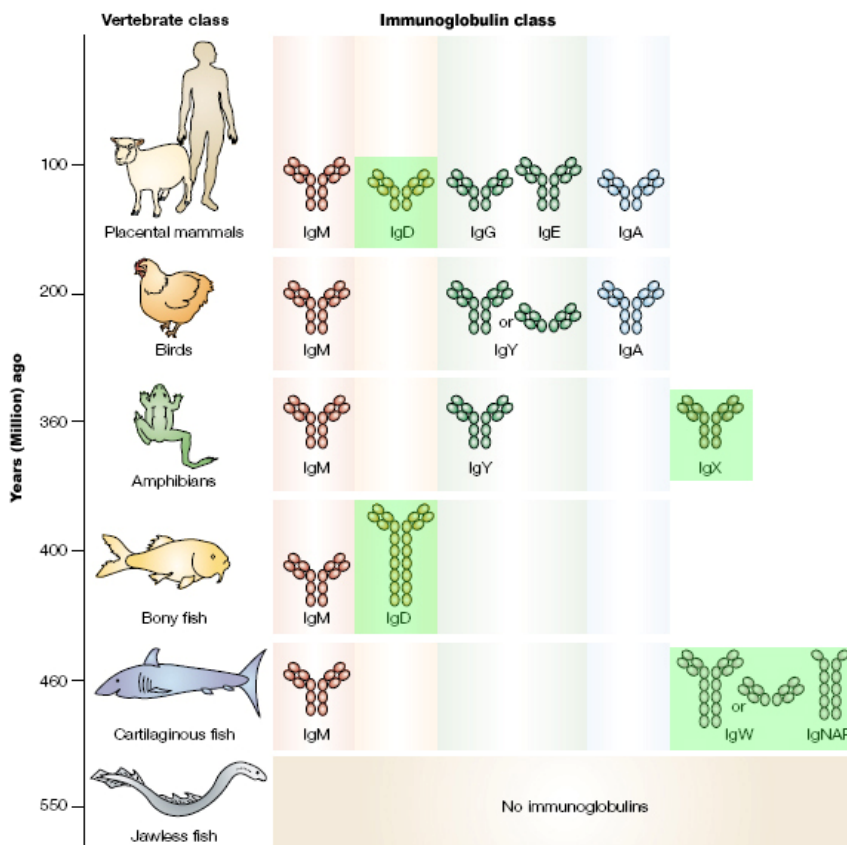 Vertebrate class
Immunoglobulin class
Years (Million) ago
100
Placental mammals
IgM
IgD
IgG
IgE
IgA
200
Birds
IgM
or
IgY
IgA
360
Amphibians
IgM
IgY
IgX
400
Bony fish
IgM
IgD
460
Cartilaginous fish
IgM
or
IgW
IgNAR
550
Jawless fish
No immunoglobulins